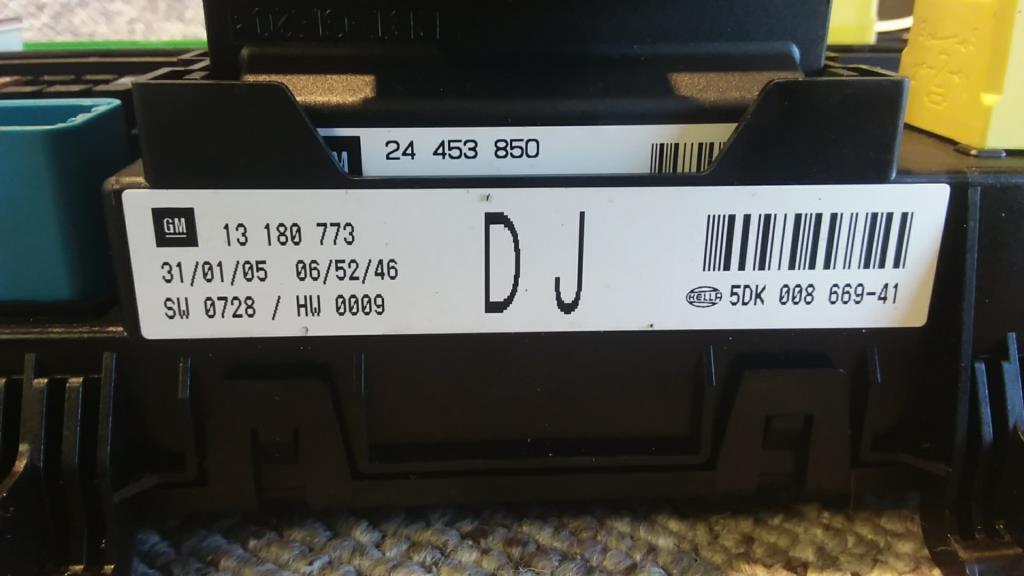 24 453 850
GM
13 180 773
31/01/05 06/52/46
SW 0728 / HW 0009
DJ
HELLA 5DK 008 669-41